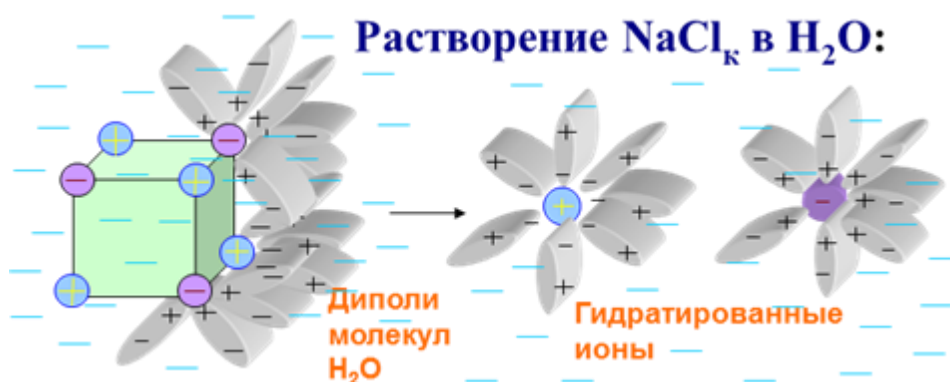 Растворение NaClк в H2O:
Диполи
молекул
H2O
Гидратированные
ионы